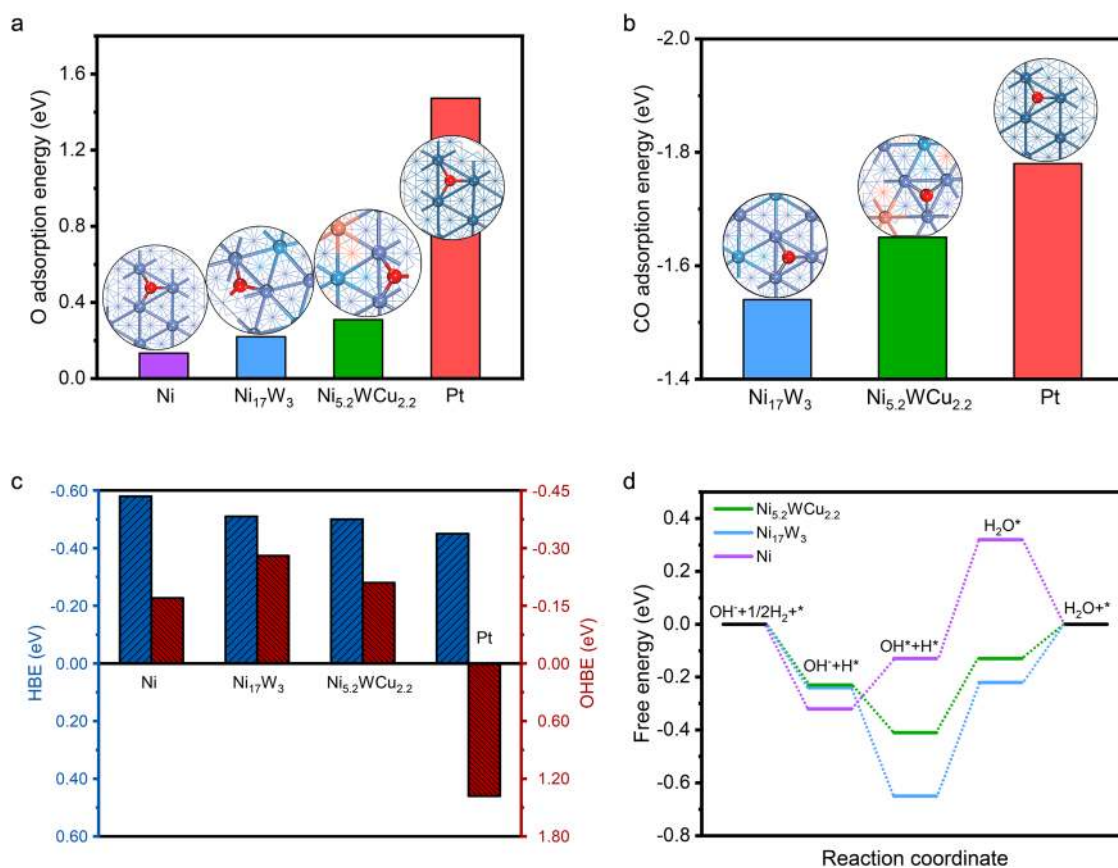 a
O adsorption energy (eV)
1.6
1.2
0.8
0.4
0.0
Ni
Ni₁₇W₃
Ni₅.₂WCu₂.₂
Pt
b
CO adsorption energy (eV)
-2.0
-1.8
-1.6
-1.4
Ni₁₇W₃
Ni₅.₂WCu₂.₂
Pt
c
HBE (eV)
-0.60
-0.40
-0.20
0.00
0.20
0.40
0.60
Ni
Ni₁₇W₃
Ni₅.₂WCu₂.₂
Pt
-0.45
-0.30
-0.15
0.00
0.60
1.20
1.80
OHBE (eV)
d
Free energy (eV)
0.4
0.2
0.0
-0.2
-0.4
-0.6
-0.8
Ni₅.₂WCu₂.₂
Ni₁₇W₃
Ni
OH⁻+1/2H₂+*
OH⁻+H*
OH*+H*
H₂O*
H₂O+*
Reaction coordinate